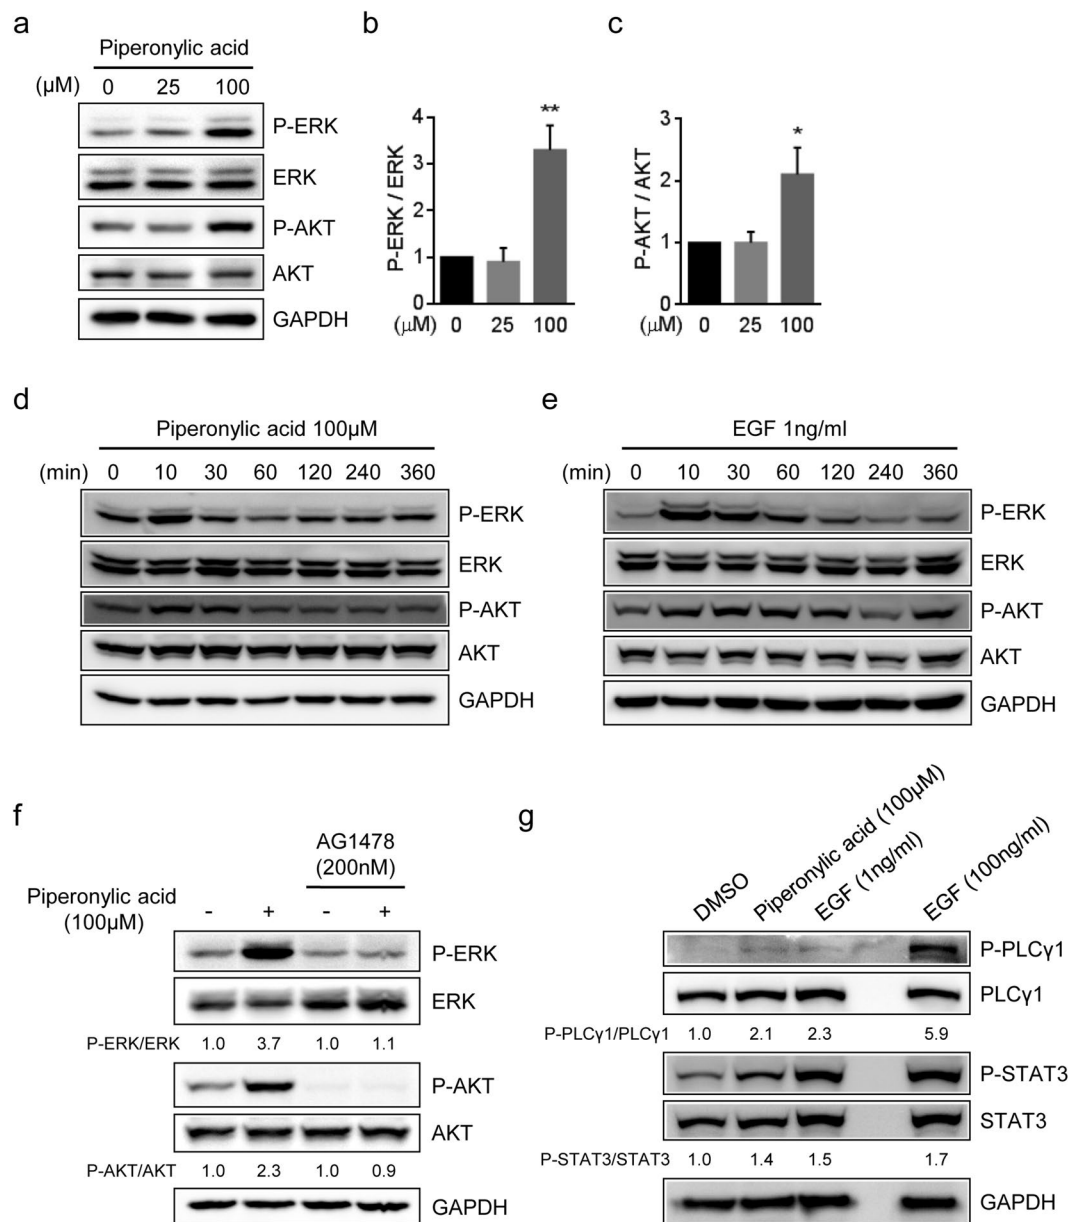 a
Piperonylic acid
(µM) 0 25 100
P-ERK
ERK
P-AKT
AKT
GAPDH
b
P-ERK / ERK
4
3
2
1
0
**
(µM) 0 25 100
c
P-AKT / AKT
3
2
1
0
*
(µM) 0 25 100
d
Piperonylic acid 100µM
(min) 0 10 30 60 120 240 360
P-ERK
ERK
P-AKT
AKT
GAPDH
e
EGF 1ng/ml
(min) 0 10 30 60 120 240 360
P-ERK
ERK
P-AKT
AKT
GAPDH
f
AG1478
(200nM)
Piperonylic acid
(100µM)
- + - +
P-ERK
ERK
P-ERK/ERK 1.0 3.7 1.0 1.1
P-AKT
AKT
P-AKT/AKT 1.0 2.3 1.0 0.9
GAPDH
g
DMSO
Piperonylic acid (100µM)
EGF (1ng/ml)
EGF (100ng/ml)
P-PLCγ1
PLCγ1
P-PLCγ1/PLCγ1 1.0 2.1 2.3 5.9
P-STAT3
STAT3
P-STAT3/STAT3 1.0 1.4 1.5 1.7
GAPDH